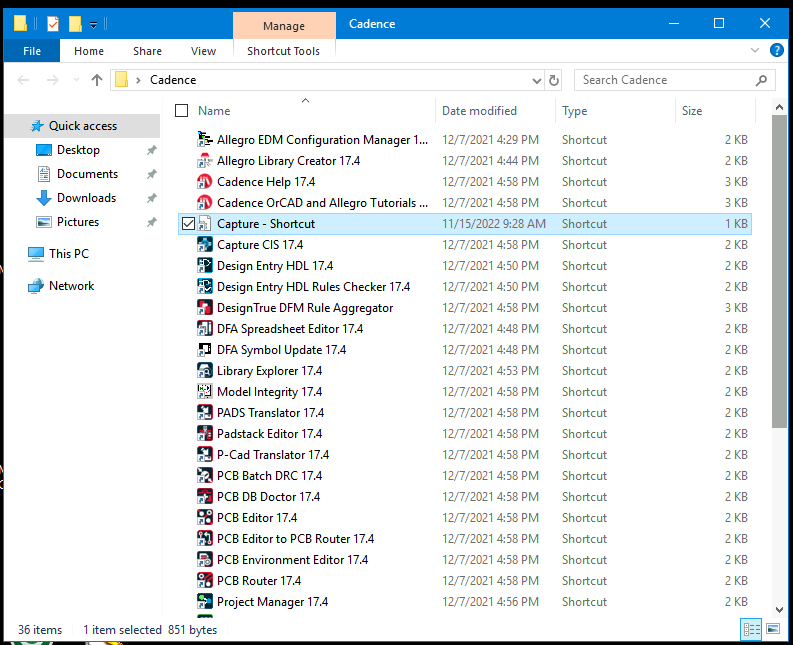 Manage
Cadence
File
Home
Share
View
Shortcut Tools
Cadence
Search Cadence
Quick access
Desktop
Documents
Downloads
Pictures
This PC
Network
Name Date modified Type Size
Allegro EDM Configuration Manager 1... 12/7/2021 4:29 PM Shortcut 2 KB
Allegro Library Creator 17.4 12/7/2021 4:44 PM Shortcut 2 KB
Cadence Help 17.4 12/7/2021 4:58 PM Shortcut 3 KB
Cadence OrCAD and Allegro Tutorials ... 12/7/2021 4:58 PM Shortcut 3 KB
Capture - Shortcut 11/15/2022 9:28 AM Shortcut 1 KB
Capture CIS 17.4 12/7/2021 4:58 PM Shortcut 2 KB
Design Entry HDL 17.4 12/7/2021 4:50 PM Shortcut 2 KB
Design Entry HDL Rules Checker 17.4 12/7/2021 4:50 PM Shortcut 2 KB
DesignTrue DFM Rule Aggregator 12/7/2021 4:58 PM Shortcut 3 KB
DFA Spreadsheet Editor 17.4 12/7/2021 4:48 PM Shortcut 2 KB
DFA Symbol Update 17.4 12/7/2021 4:48 PM Shortcut 2 KB
Library Explorer 17.4 12/7/2021 4:53 PM Shortcut 2 KB
Model Integrity 17.4 12/7/2021 4:58 PM Shortcut 2 KB
PADS Translator 17.4 12/7/2021 4:58 PM Shortcut 2 KB
Padstack Editor 17.4 12/7/2021 4:58 PM Shortcut 2 KB
P-Cad Translator 17.4 12/7/2021 4:58 PM Shortcut 2 KB
PCB Batch DRC 17.4 12/7/2021 4:58 PM Shortcut 2 KB
PCB DB Doctor 17.4 12/7/2021 4:58 PM Shortcut 2 KB
PCB Editor 17.4 12/7/2021 4:58 PM Shortcut 2 KB
PCB Editor to PCB Router 17.4 12/7/2021 4:58 PM Shortcut 2 KB
PCB Environment Editor 17.4 12/7/2021 4:58 PM Shortcut 2 KB
PCB Router 17.4 12/7/2021 4:58 PM Shortcut 2 KB
Project Manager 17.4 12/7/2021 4:56 PM Shortcut 2 KB
36 items 1 item selected 851 bytes